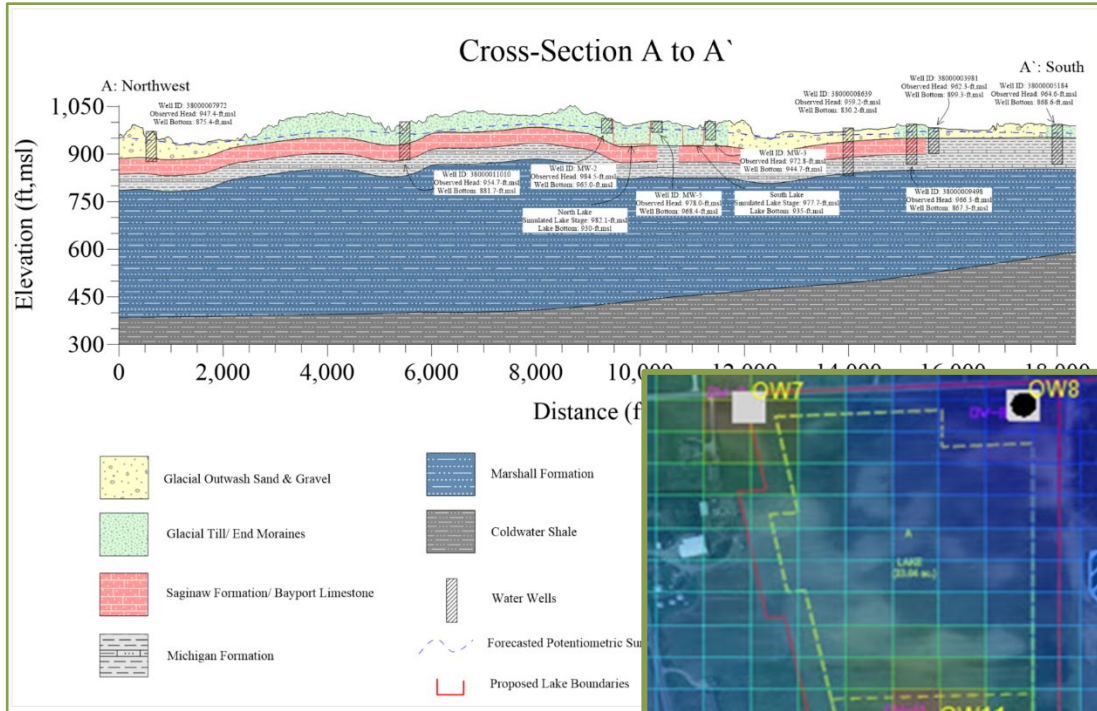 Cross-Section A to A`
A: Northwest
A`: South
Well ID: 38000007972
Observed Head: 947.4-ft,msl
Well Bottom: 875.4-ft,msl
Well ID: 38000008659
Observed Head: 959.2-ft,msl
Well Bottom: 830.2-ft,msl
Well ID: 38000003981
Observed Head: 962.3-ft,msl
Well Bottom: 899.3-ft,msl
Well ID: 38000005184
Observed Head: 964.6-ft,msl
Well Bottom: 868.6-ft,msl
Well ID: 38000011010
Observed Head: 954.7-ft,msl
Well Bottom: 881.7-ft,msl
Well ID: MW-2
Observed Head: 984.5-ft,msl
Well Bottom: 965.0-ft,msl
Well ID: MW-3
Observed Head: 972.8-ft,msl
Well Bottom: 944.7-ft,msl
North Lake
Simulated Lake Stage: 982.1-ft,msl
Lake Bottom: 930-ft,msl
Well ID: MW-5
Observed Head: 978.0-ft,msl
Well Bottom: 968.4-ft,msl
South Lake
Simulated Lake Stage: 977.7-ft,msl
Lake Bottom: 935-ft,msl
Well ID: 38000009498
Observed Head: 966.3-ft,msl
Well Bottom: 867.3-ft,msl
Elevation (ft,msl)
1,050
900
750
600
450
300
0
2,000
4,000
6,000
8,000
10,000
12,000
14,000
16,000
18,000
Distance (f
Glacial Outwash Sand & Gravel
Glacial Till/ End Moraines
Saginaw Formation/ Bayport Limestone
Michigan Formation
Marshall Formation
Coldwater Shale
Water Wells
Forecasted Potentiometric Sur
Proposed Lake Boundaries
OW7
OW8
A
LAKE
OW11